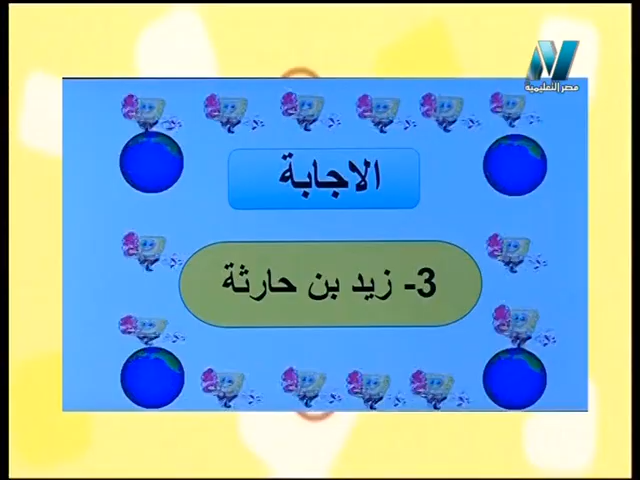 مصر التعليمية
الاجابة
3- زيد بن حارثة